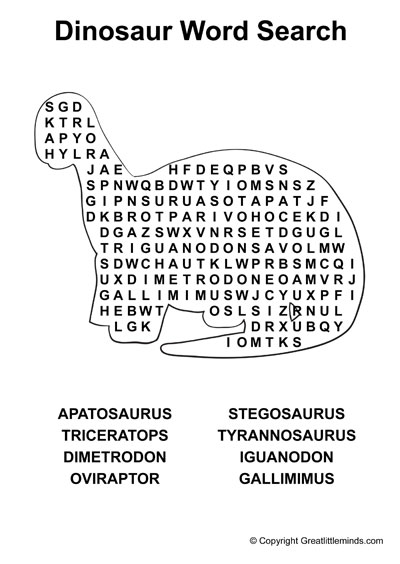 Dinosaur Word Search
S G D
K T R L
A P Y O
H Y L R A
J A E H F D E Q P B V S
S P N W Q B D W T Y I O M S N S Z
G I P N S U R U A S O T A P A T J F
D K B R O T P A R I V O H O C E K D I
D G A Z S W X V N R S E T D G U G L
T R I G U A N O D O N S A V O L M W
S D W C H A U T K L W P R B S M C Q I
U X D I M E T R O D O N E O A M V R J
G A L L I M I M U S W J C Y U X P F I
H E B W T O S L S I Z R N U L
L G K D R X U B Q Y
I O M T K S
APATOSAURUS STEGOSAURUS
TRICERATOPS TYRANNOSAURUS
DIMETRODON IGUANODON
OVIRAPTOR GALLIMIMUS
© Copyright Greatlittleminds.com